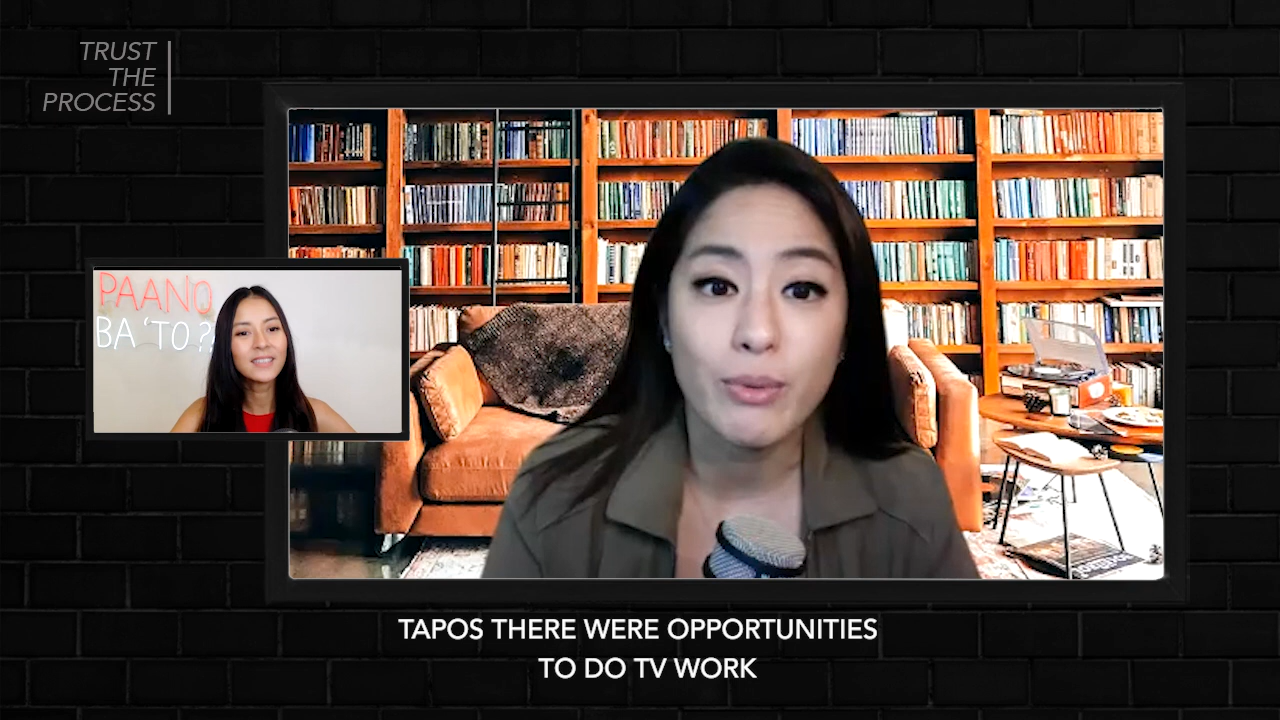 TRUST
THE
PROCESS
PAANO
BA 'TO ??
TAPOS THERE WERE OPPORTUNITIES
TO DO TV WORK